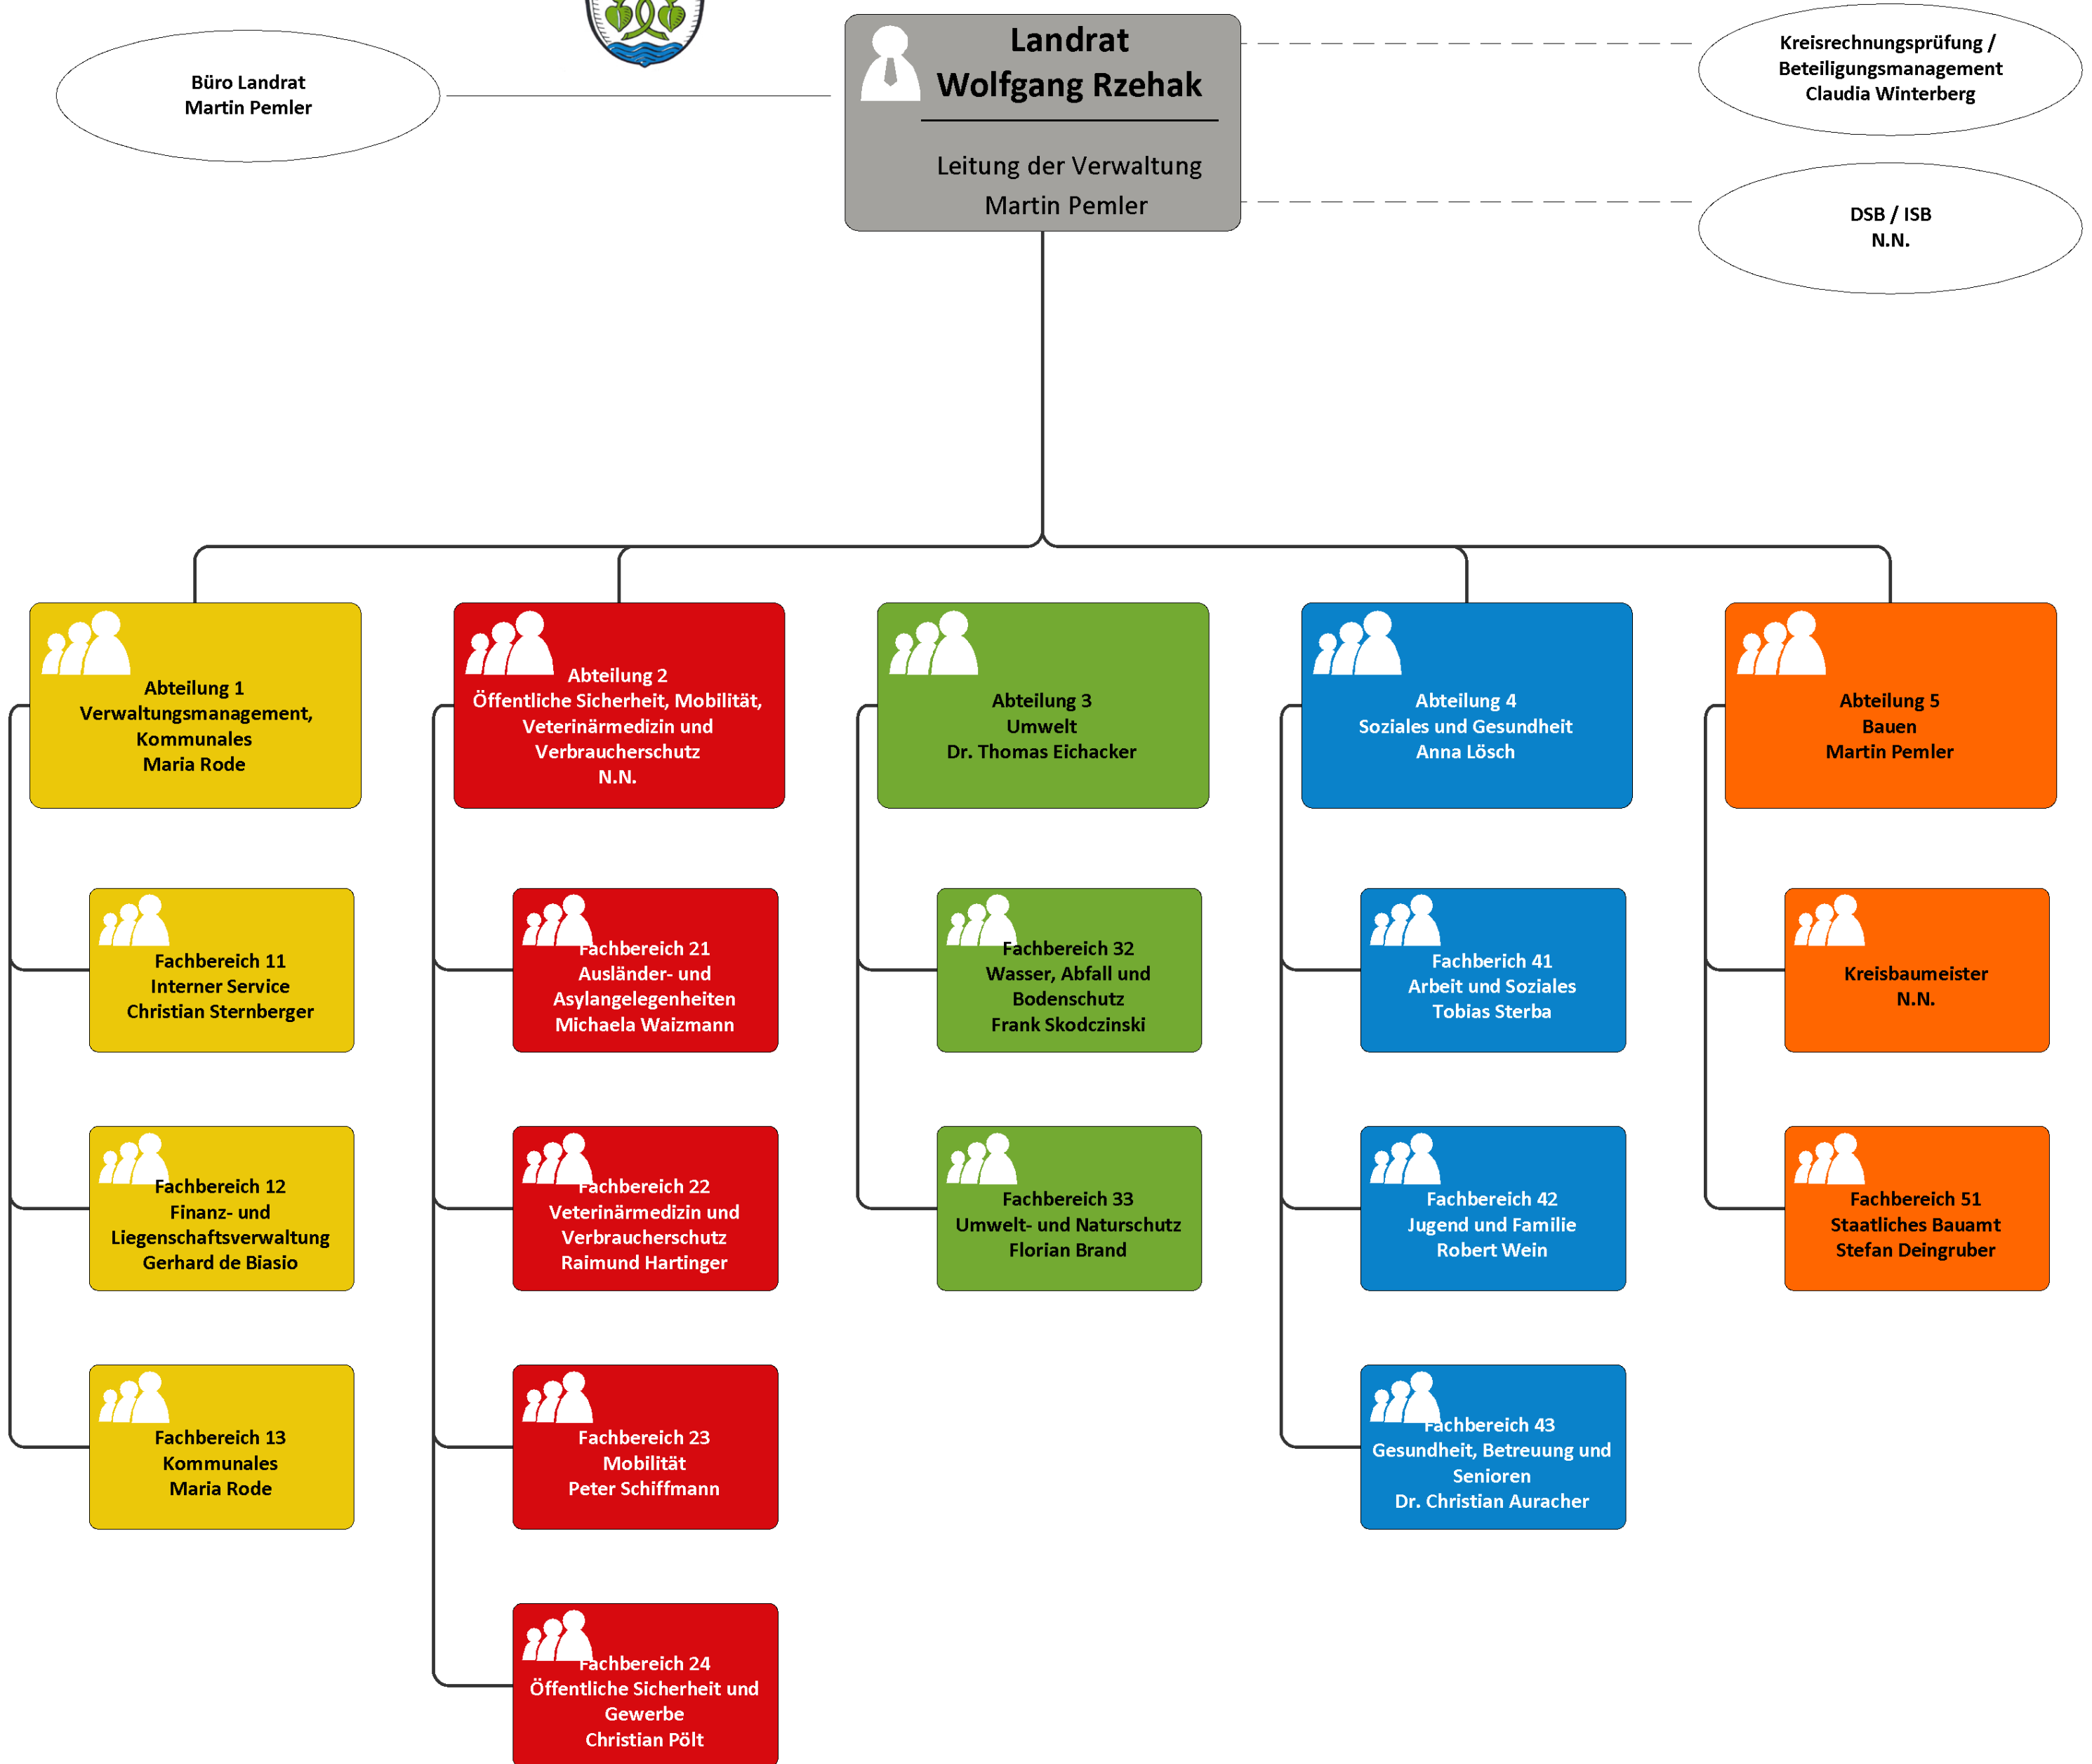 Büro Landrat
Martin Pemler
Landrat
Wolfgang Rzehak
Leitung der Verwaltung
Martin Pemler
Kreisrechnungsprüfung /
Beteiligungsmanagement
Claudia Winterberg
DSB / ISB
N.N.
Abteilung 1
Verwaltungsmanagement,
Kommunales
Maria Rode
Abteilung 2
Öffentliche Sicherheit, Mobilität,
Veterinärmedizin und
Verbraucherschutz
N.N.
Abteilung 3
Umwelt
Dr. Thomas Eichacker
Abteilung 4
Soziales und Gesundheit
Anna Lösch
Abteilung 5
Bauen
Martin Pemler
Fachbereich 11
Interner Service
Christian Sternberger
Fachbereich 21
Ausländer- und
Asylangelegenheiten
Michaela Waizmann
Fachbereich 32
Wasser, Abfall und
Bodenschutz
Frank Skodczinski
Fachberich 41
Arbeit und Soziales
Tobias Sterba
Kreisbaumeister
N.N.
Fachbereich 12
Finanz- und
Liegenschaftsverwaltung
Gerhard de Biasio
Fachbereich 22
Veterinärmedizin und
Verbraucherschutz
Raimund Hartinger
Fachbereich 33
Umwelt- und Naturschutz
Florian Brand
Fachbereich 42
Jugend und Familie
Robert Wein
Fachbereich 51
Staatliches Bauamt
Stefan Deingruber
Fachbereich 13
Kommunales
Maria Rode
Fachbereich 23
Mobilität
Peter Schiffmann
Fachbereich 43
Gesundheit, Betreuung und
Senioren
Dr. Christian Auracher
Fachbereich 24
Öffentliche Sicherheit und
Gewerbe
Christian Pölt